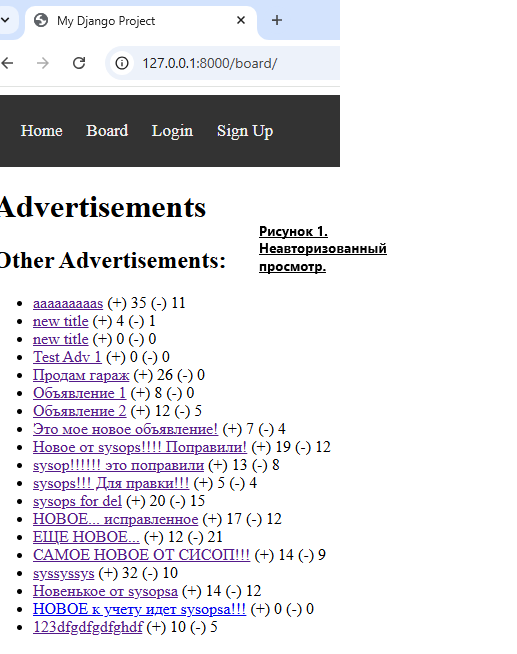 My Django Project
127.0.0.1:8000/board/
Home Board Login Sign Up
Advertisements
Рисунок 1.
Неавторизованный
просмотр.
Other Advertisements:
aaaaaaaaas (+) 35 (-) 11
new title (+) 4 (-) 1
new title (+) 0 (-) 0
Test Adv 1 (+) 0 (-) 0
Продам гараж (+) 26 (-) 0
Объявление 1 (+) 8 (-) 0
Объявление 2 (+) 12 (-) 5
Это мое новое объявление! (+) 7 (-) 4
Новое от sysops!!!! Поправили! (+) 19 (-) 12
sysop!!!!!! это поправили (+) 13 (-) 8
sysops!!! Для правки!!! (+) 5 (-) 4
sysops for del (+) 20 (-) 15
НОВОЕ... исправленное (+) 17 (-) 12
ЕЩЕ НОВОЕ... (+) 12 (-) 21
САМОЕ НОВОЕ ОТ СИСОП!!! (+) 14 (-) 9
syssyssys (+) 32 (-) 10
Новенькое от sysopsa (+) 14 (-) 12
НОВОЕ к учету идет sysopsa!!! (+) 0 (-) 0
123dfgdfgdfghdf (+) 10 (-) 5